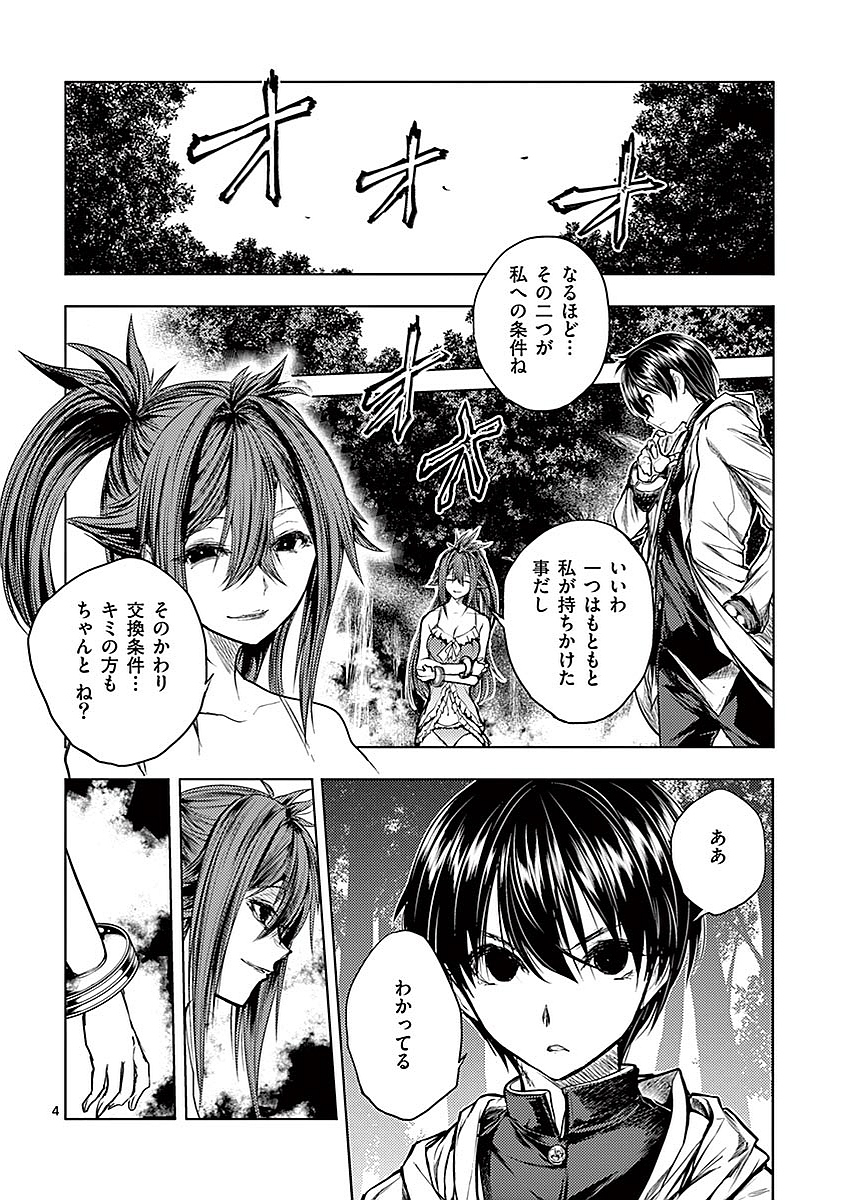 オ
オ
オ
なるほど…
その二つが
私への条件ね
オ
オ
いいわ
一つはもともと
私が持ちかけた
事だし
そのかわり
交換条件…
キミの方も
ちゃんと ね？
ああ
わかってる
4